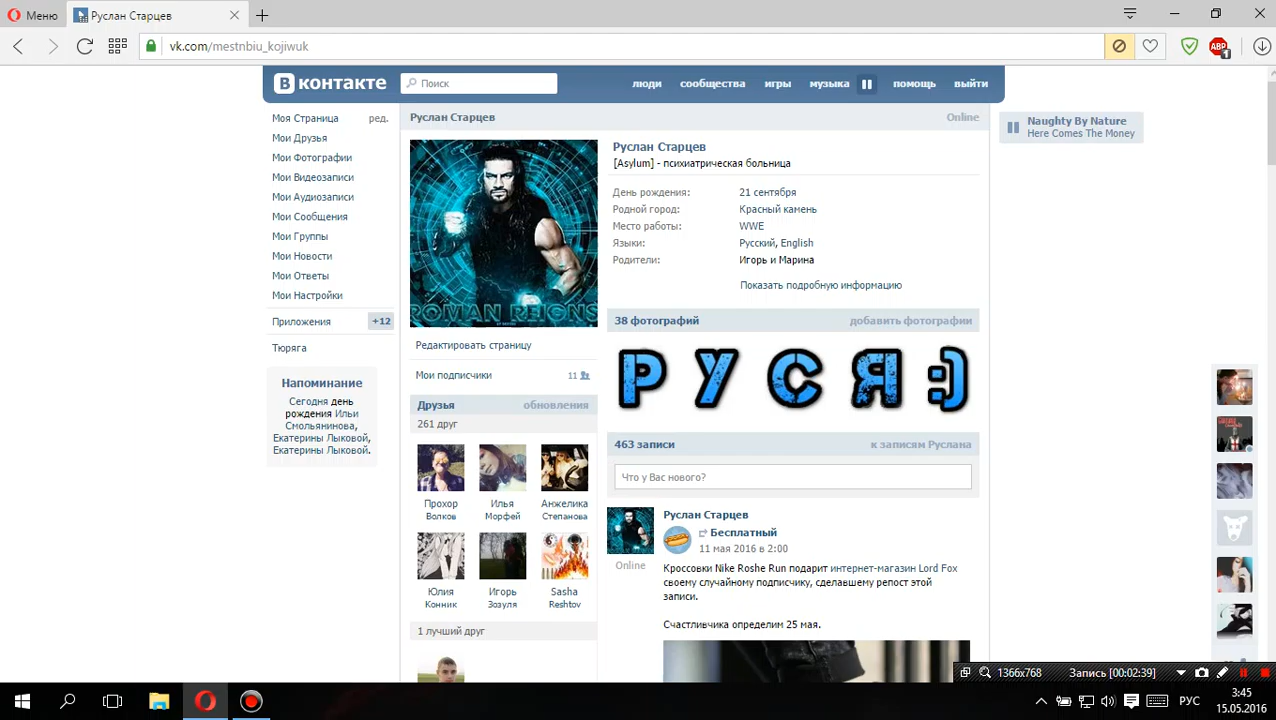 Меню
Руслан Старцев
vk.com/mestnbiu_kojiwuk
ABP
1
В контакте
Поиск
люди
сообщества
игры
музыка
помощь
выйти
Моя Страница
ред.
Мои Друзья
Мои Фотографии
Мои Видеозаписи
Мои Аудиозаписи
Мои Сообщения
Мои Группы
Мои Новости
Мои Ответы
Мои Настройки
Приложения
+12
Тюряга
Напоминание
Сегодня день
рождения Ильи
Смольянинова,
Екатерины Лыковой,
Екатерины Лыковой.
Руслан Старцев
Online
ROMAN REIGNS
Редактировать страницу
Мои подписчики
11
Друзья
обновления
261 друг
Прохор
Волков
Илья
Морфей
Анжелика
Степанова
Юлия
Конник
Игорь
Зозуля
Sasha
Reshtov
1 лучший друг
Руслан Старцев
[Asylum] - психиатрическая больница
День рождения:
21 сентября
Родной город:
Красный камень
Место работы:
WWE
Языки:
Русский, English
Родители:
Игорь и Марина
Показать подробную информацию
38 фотографий
добавить фотографии
Р У С Я :)
463 записи
к записям Руслана
Что у Вас нового?
Руслан Старцев
Бесплатный
11 мая 2016 в 2:00
Online
Кроссовки Nike Roshe Run подарит интернет-магазин Lord Fox
своему случайному подписчику, сделавшему репост этой
записи.
Счастливчика определим 25 мая.
Naughty By Nature
Here Comes The Money
1366x768
Запись [00:02:39]
РУС
3:45
15.05.2016